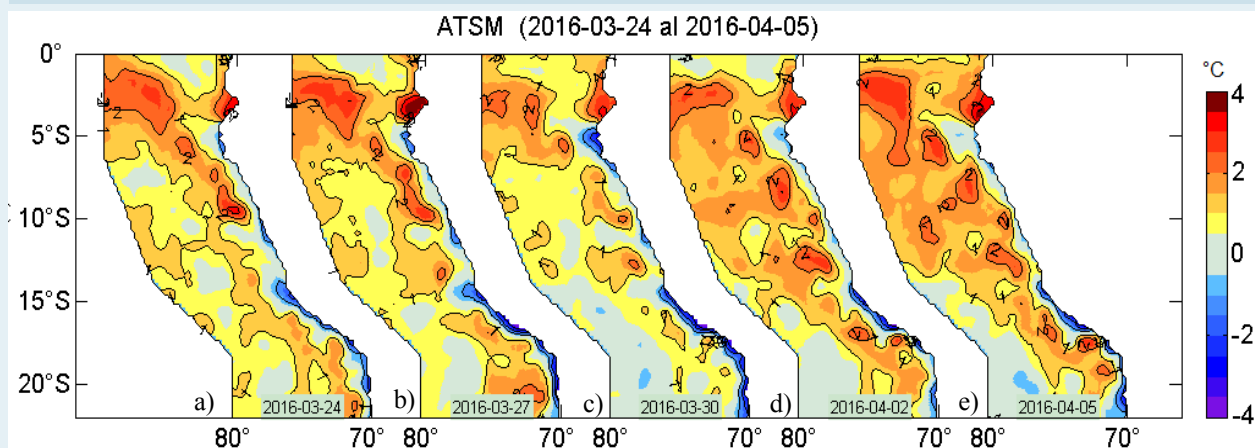 ATSM (2016-03-24 al 2016-04-05)
0°
5°S
10°S
15°S
20°S
°C
4
2
0
-2
-4
a) 2016-03-24
b) 2016-03-27
c) 2016-03-30
d) 2016-04-02
e) 2016-04-05
80° 70° 80° 70° 80° 70° 80° 70° 80° 70°